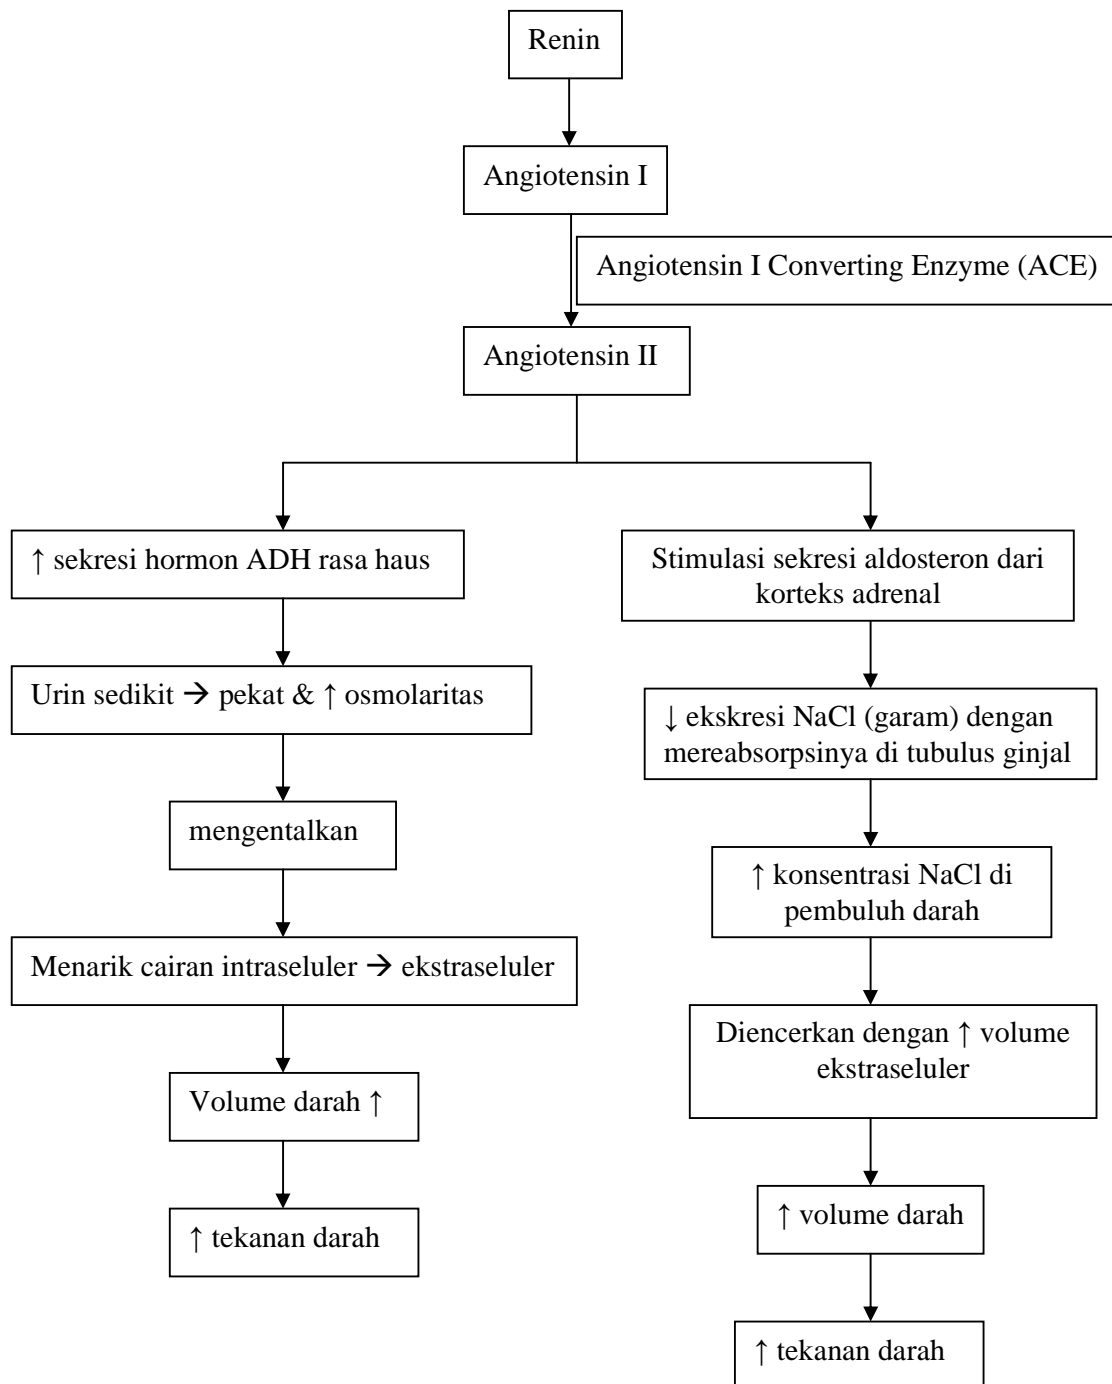 Renin
Angiotensin I
Angiotensin I Converting Enzyme (ACE)
Angiotensin II
↑ sekresi hormon ADH rasa haus
Urin sedikit → pekat & ↑ osmolaritas
mengentalkan
Menarik cairan intraseluler → ekstraseluler
Volume darah ↑
↑ tekanan darah
Stimulasi sekresi aldosteron dari
korteks adrenal
↓ ekskresi NaCl (garam) dengan
mereabsorpsinya di tubulus ginjal
↑ konsentrasi NaCl di
pembuluh darah
Diencerkan dengan ↑ volume
ekstraseluler
↑ volume darah
↑ tekanan darah